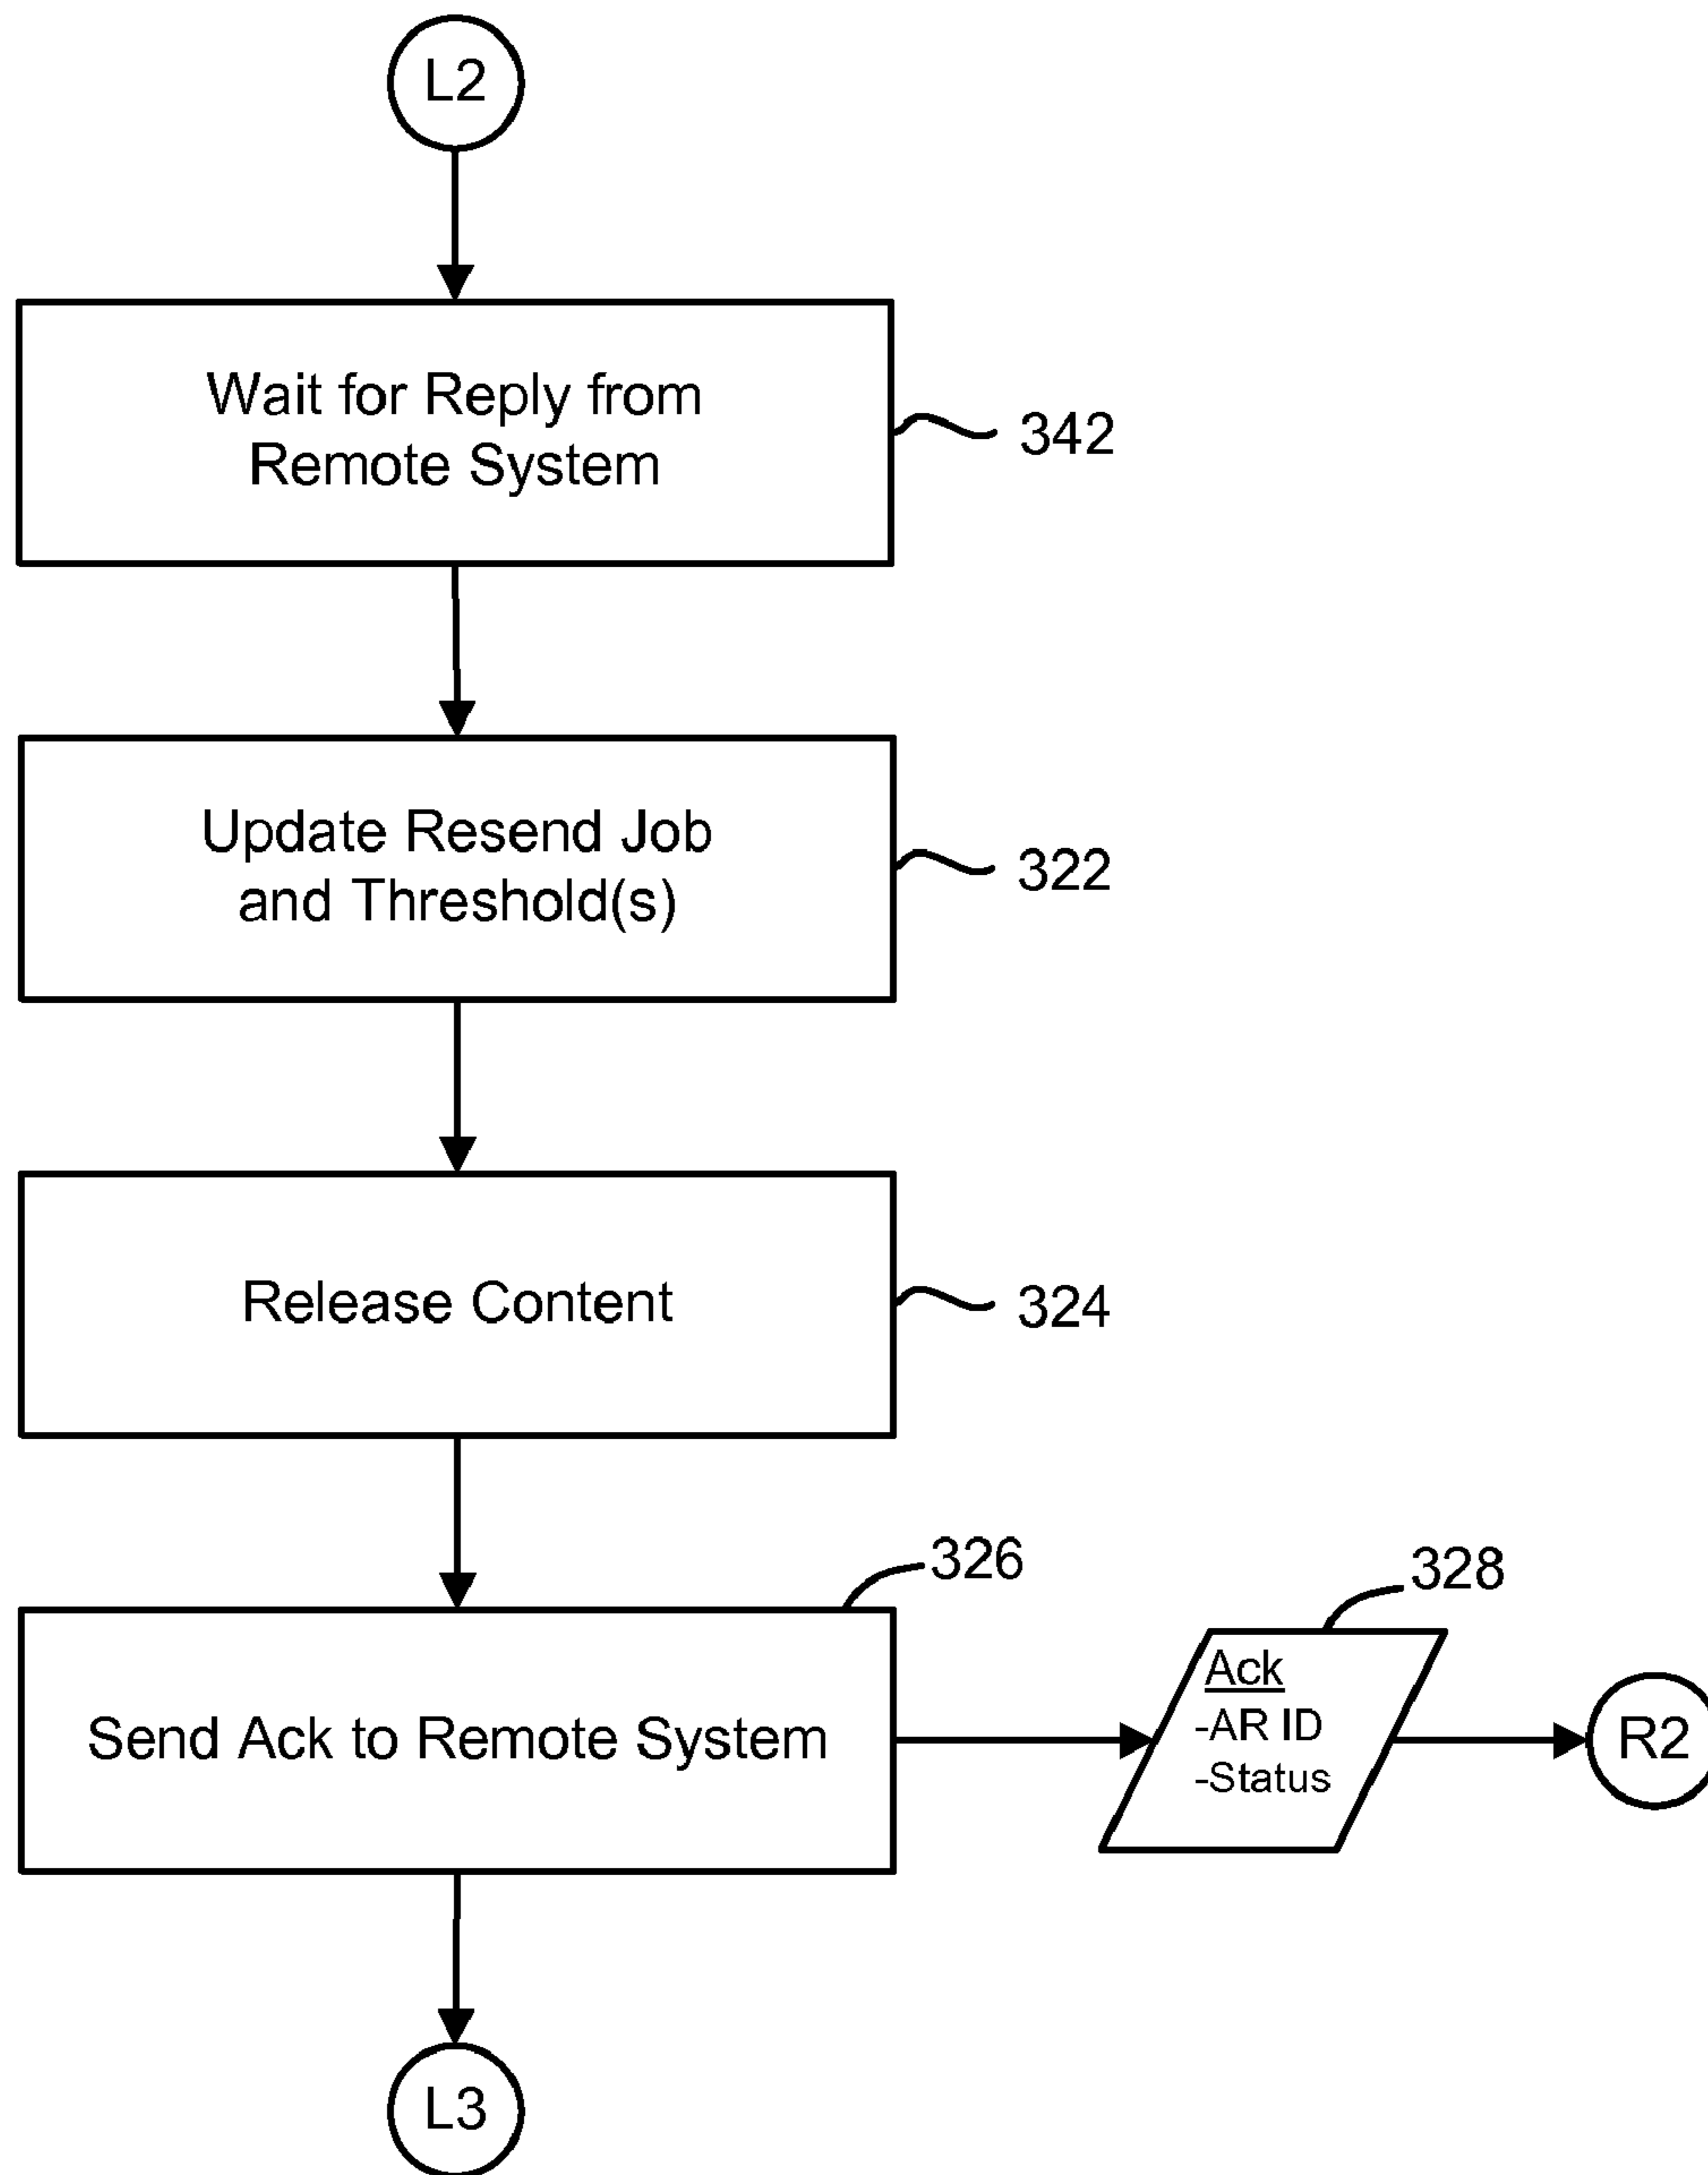 L2
Wait for Reply from
Remote System
342
Update Resend Job
and Threshold(s)
322
Release Content
324
326
328
Send Ack to Remote System
Ack
-AR ID
-Status
R2
L3